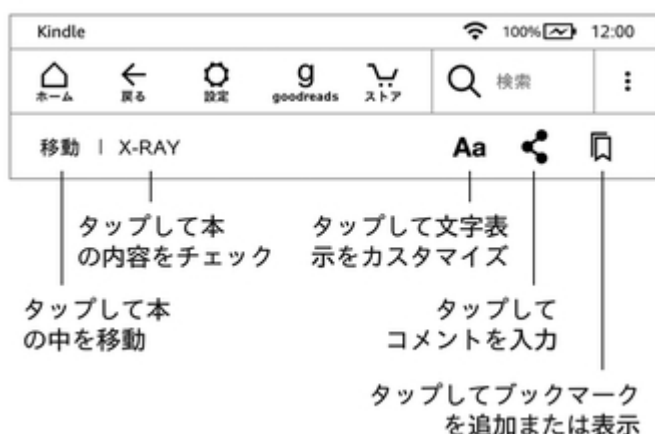 Kindle 100% 12:00
ホーム 戻る 設定 goodreads ストア 検索
移動 | X-RAY Aa
タップして本
の内容をチェック
タップして文字表
示をカスタマイズ
タップして本
の中を移動
タップして
コメントを入力
タップしてブックマーク
を追加または表示